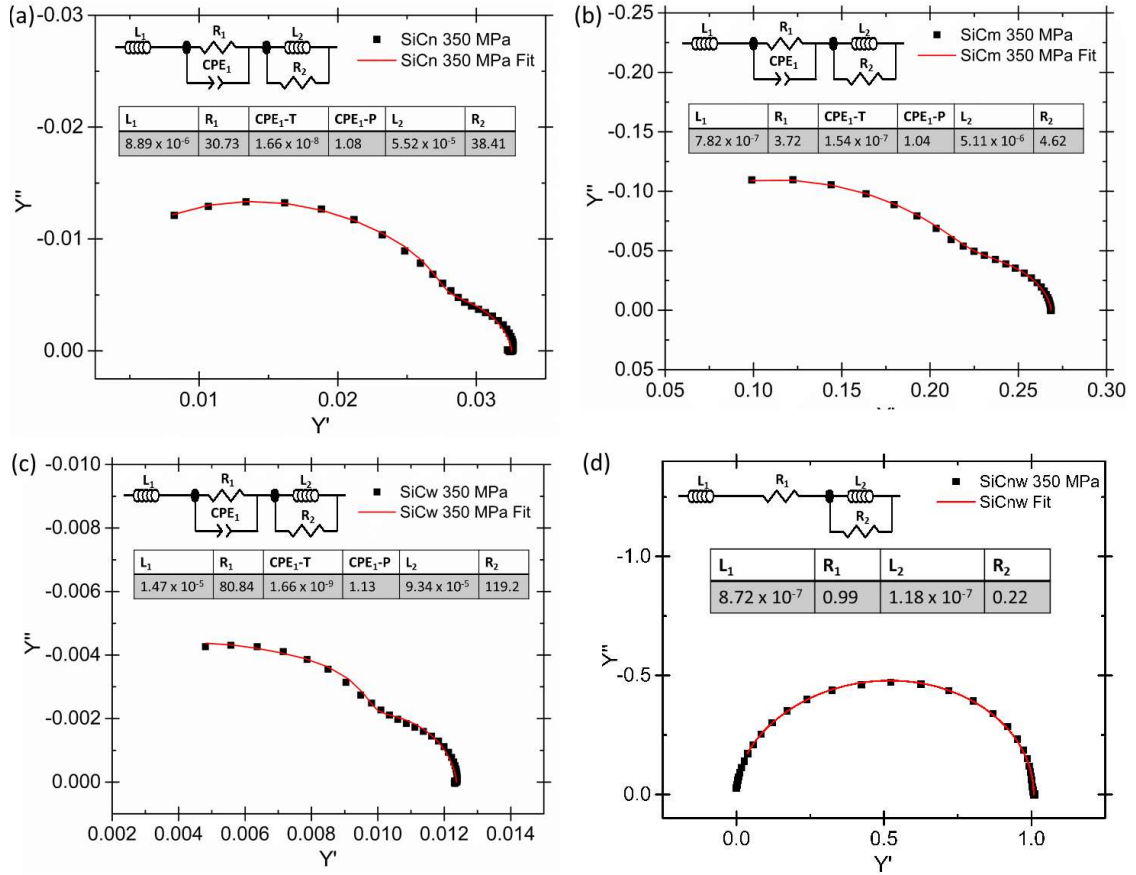 (a)
-0.03
-0.02
-0.01
0.00
Y''
0.01 0.02 0.03
Y'
L₁ R₁ L₂
CPE₁ R₂
SiCn 350 MPa
SiCn 350 MPa Fit
L₁ R₁ CPE₁-T CPE₁-P L₂ R₂
8.89 x 10⁻⁶ 30.73 1.66 x 10⁻⁸ 1.08 5.52 x 10⁻⁵ 38.41
(b)
-0.25
-0.20
-0.15
-0.10
-0.05
0.00
0.05
Y''
0.05 0.10 0.15 0.20 0.25 0.30
L₁ R₁ L₂
CPE₁ R₂
SiCm 350 MPa
SiCm 350 MPa Fit
L₁ R₁ CPE₁-T CPE₁-P L₂ R₂
7.82 x 10⁻⁷ 3.72 1.54 x 10⁻⁷ 1.04 5.11 x 10⁻⁶ 4.62
(c)
-0.010
-0.008
-0.006
-0.004
-0.002
0.000
Y''
0.002 0.004 0.006 0.008 0.010 0.012 0.014
Y'
L₁ R₁ L₂
CPE₁ R₂
SiCw 350 MPa
SiCw 350 MPa Fit
L₁ R₁ CPE₁-T CPE₁-P L₂ R₂
1.47 x 10⁻⁵ 80.84 1.66 x 10⁻⁹ 1.13 9.34 x 10⁻⁵ 119.2
(d)
-1.0
-0.5
0.0
Y''
0.0 0.5 1.0
Y'
L₁ R₁ L₂
R₂
SiCnw 350 MPa
SiCnw Fit
L₁ R₁ L₂ R₂
8.72 x 10⁻⁷ 0.99 1.18 x 10⁻⁷ 0.22